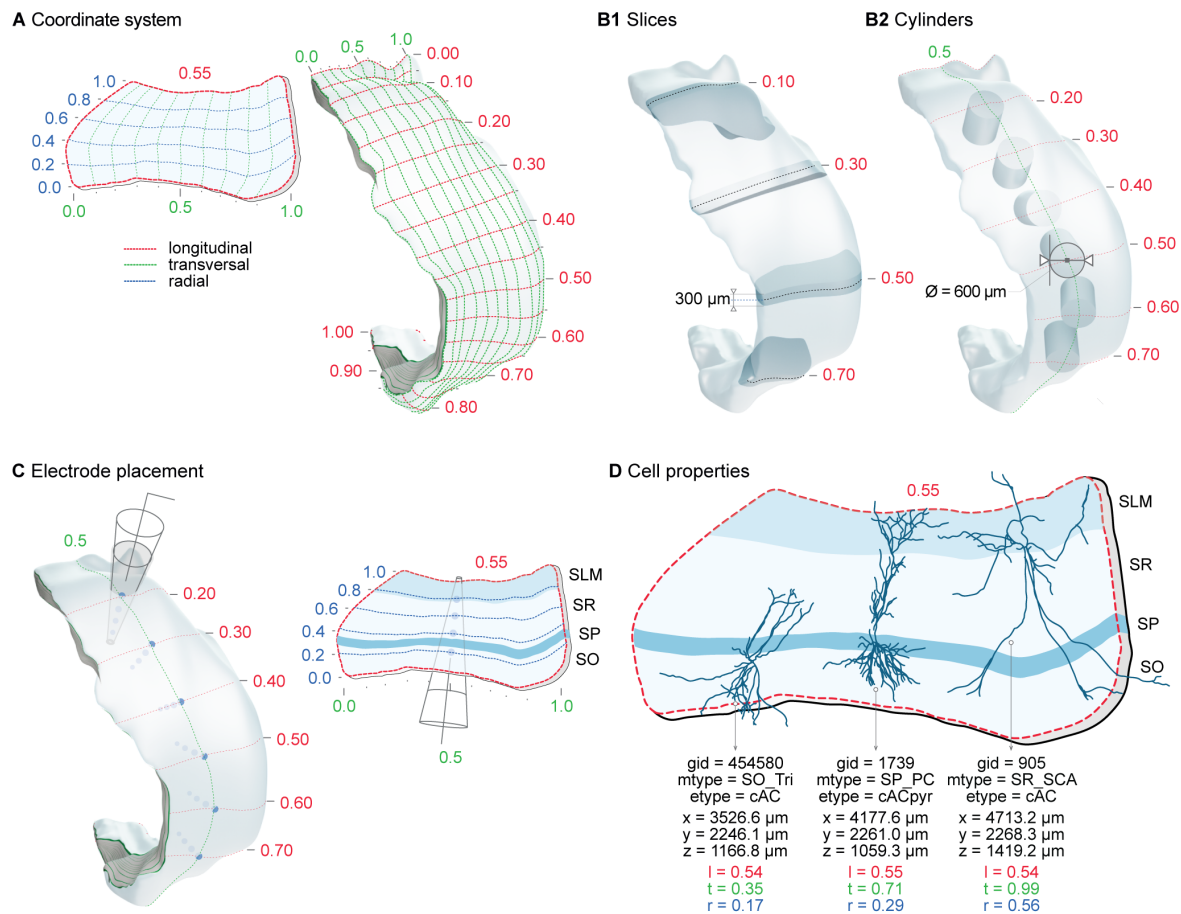 A Coordinate system
1.0
0.8
0.6
0.4
0.2
0.0
0.55
0.0
0.5
1.0
longitudinal
transversal
radial
0.0
0.5
1.0
0.00
0.10
0.20
0.30
0.40
0.50
0.60
0.70
0.80
1.00
0.90
B1 Slices
0.10
0.30
0.50
300 µm
0.70
B2 Cylinders
0.5
0.20
0.30
0.40
0.50
Ø = 600 µm
0.60
0.70
C Electrode placement
0.5
0.20
0.30
0.40
0.50
0.60
0.70
0.55
1.0
0.8
0.6
0.4
0.2
0.0
SLM
SR
SP
SO
0.0
0.5
1.0
D Cell properties
0.55
SLM
SR
SP
SO
gid = 454580
mtype = SO_Tri
etype = cAC
x = 3526.6 µm
y = 2246.1 µm
z = 1166.8 µm
l = 0.54
t = 0.35
r = 0.17
gid = 1739
mtype = SP_PC
etype = cACpyr
x = 4177.6 µm
y = 2261.0 µm
z = 1059.3 µm
l = 0.55
t = 0.71
r = 0.29
gid = 905
mtype = SR_SCA
etype = cAC
x = 4713.2 µm
y = 2268.3 µm
z = 1419.2 µm
l = 0.54
t = 0.99
r = 0.56